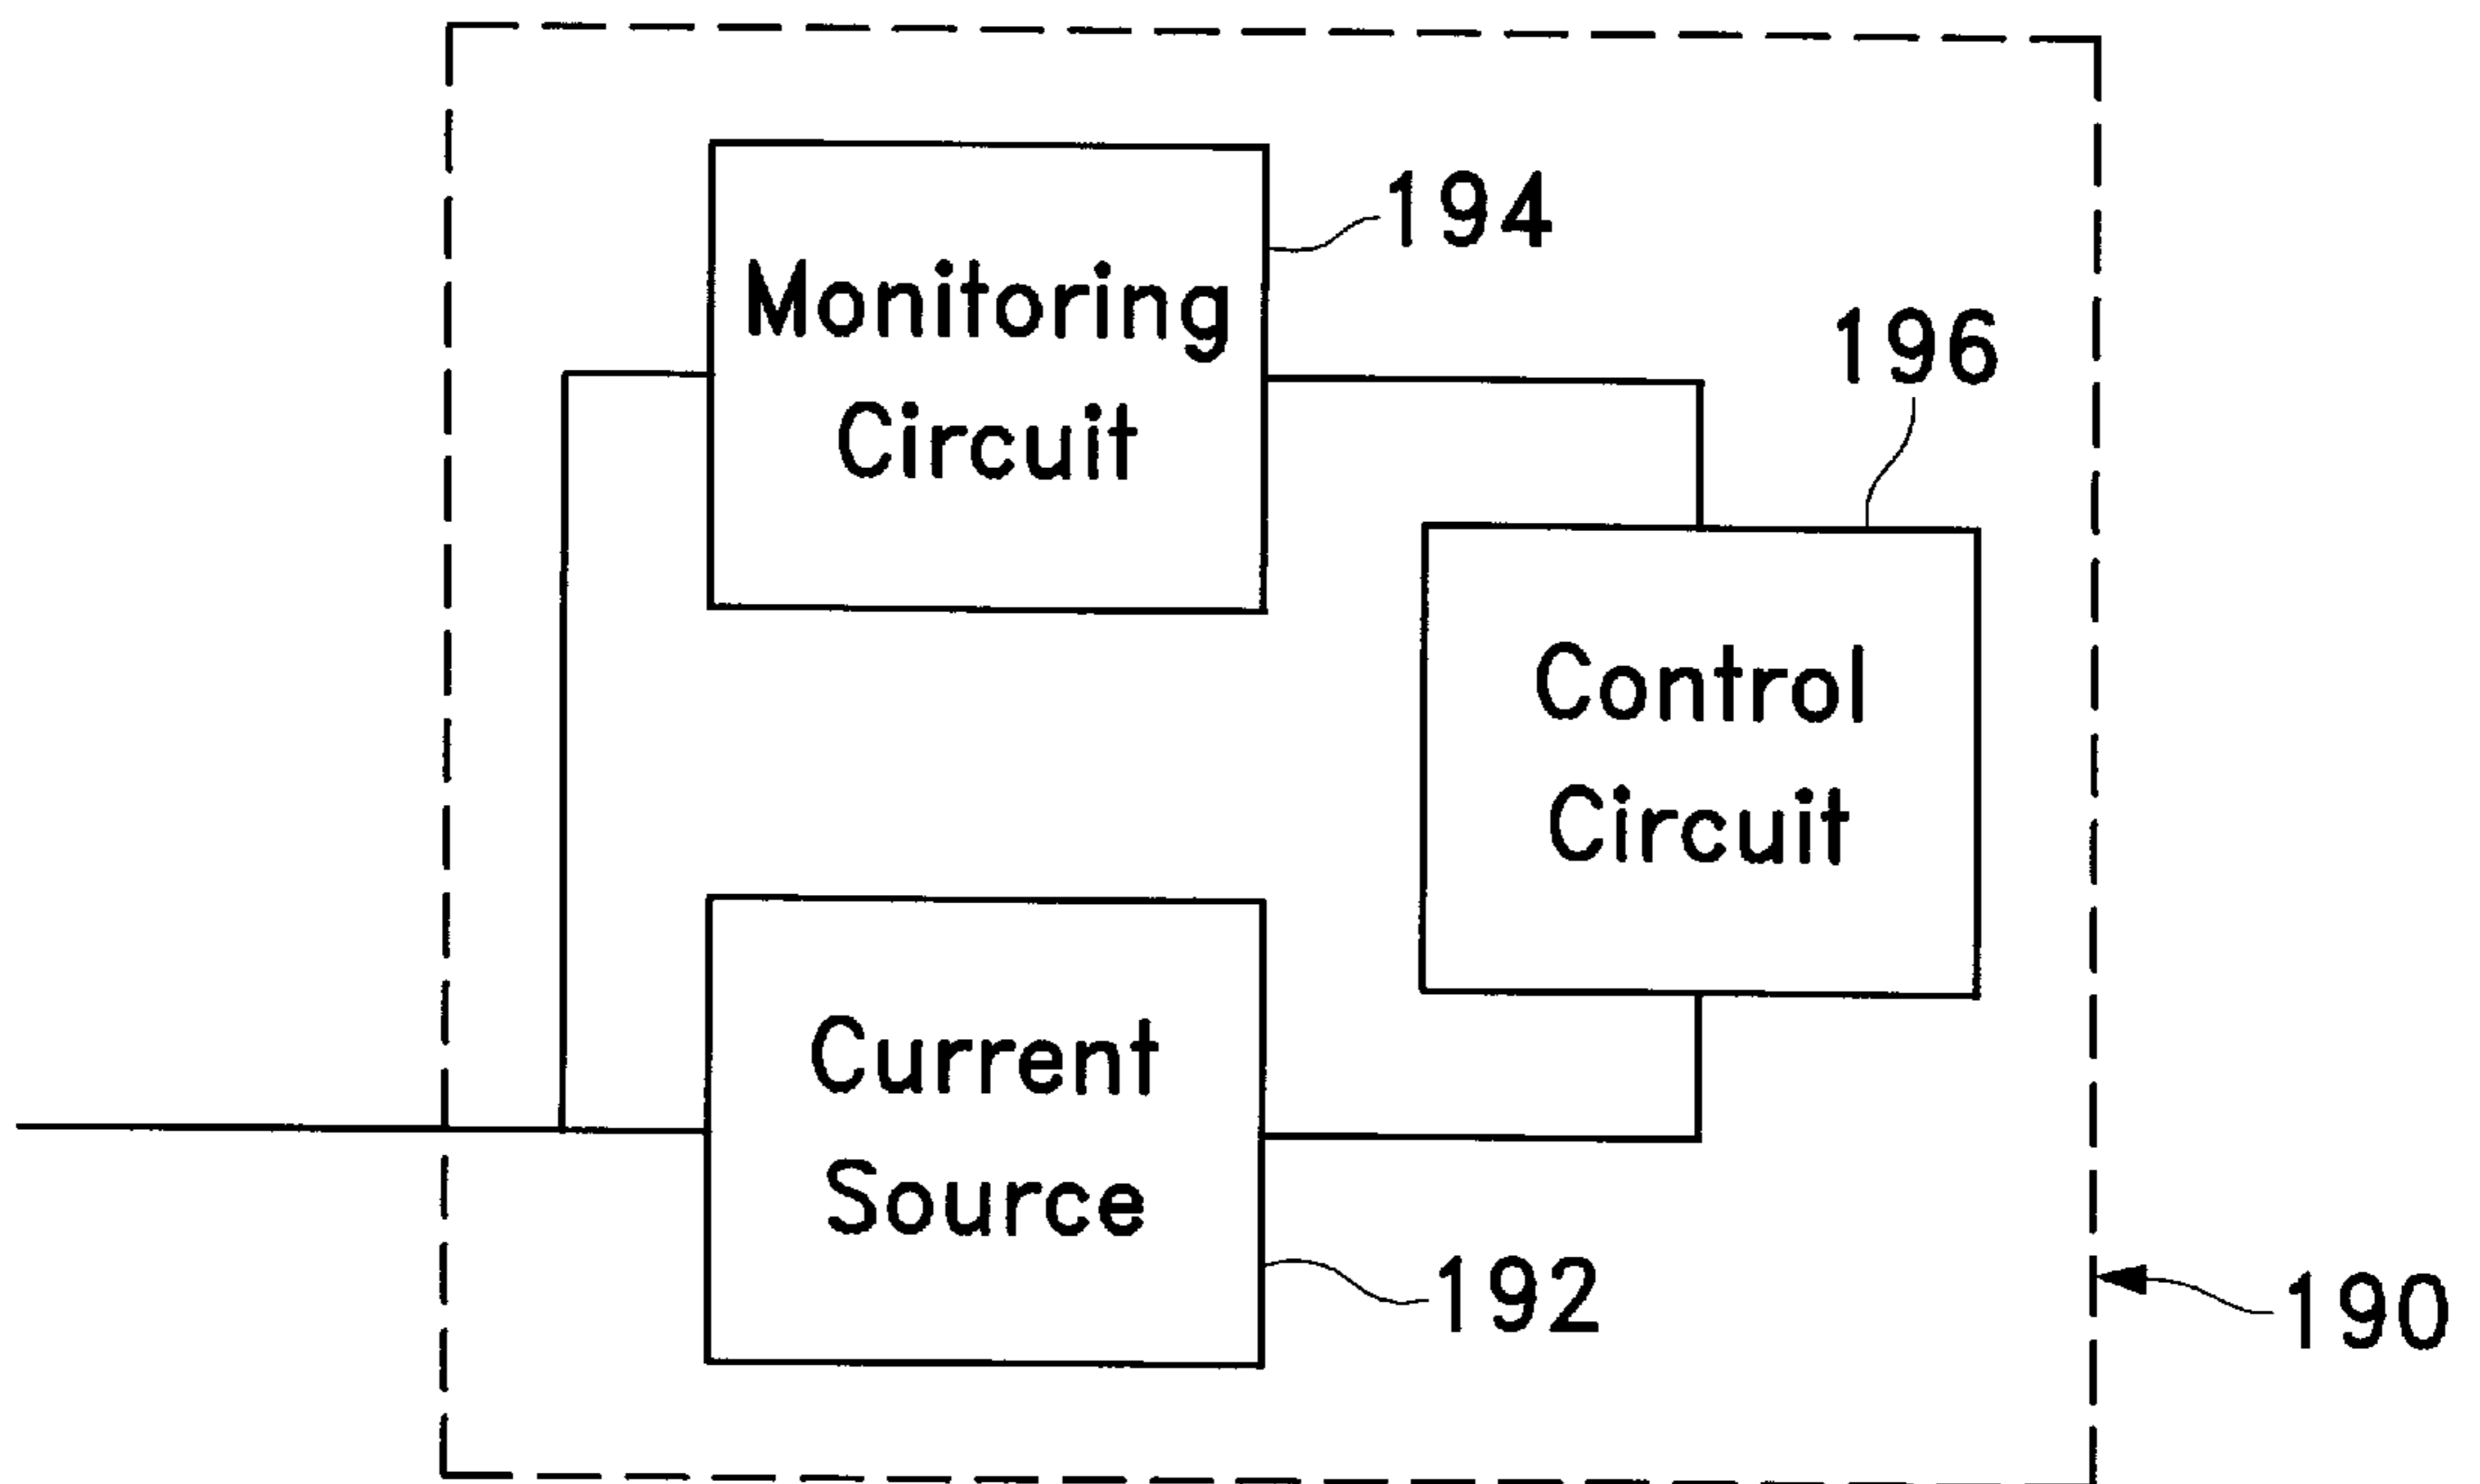 194
Monitoring
Circuit
196
Control
Circuit
Current
Source
192
190